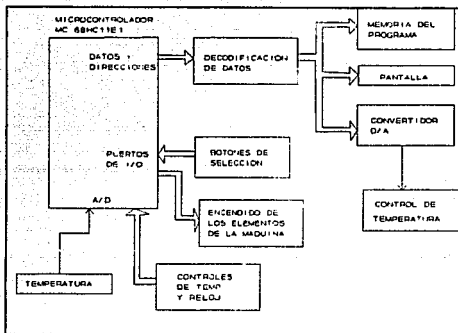 MICROCONTROLADOR
MC 68HC11E1
DATOS Y
DIRECCIONES
DECODIFICACION
DE DATOS
MEMORIA DEL
PROGRAMA
PANTALLA
CONVERTIDOR
D/A
PUERTOS
DE I/O
BOTONES DE
SELECCION
CONTROL DE
TEMPERATURA
A/D
ENCENDIDO DE
LOS ELEMENTOS
DE LA MAQUINA
TEMPERATURA
CONTROLES
DE TEMP
Y RELOJ